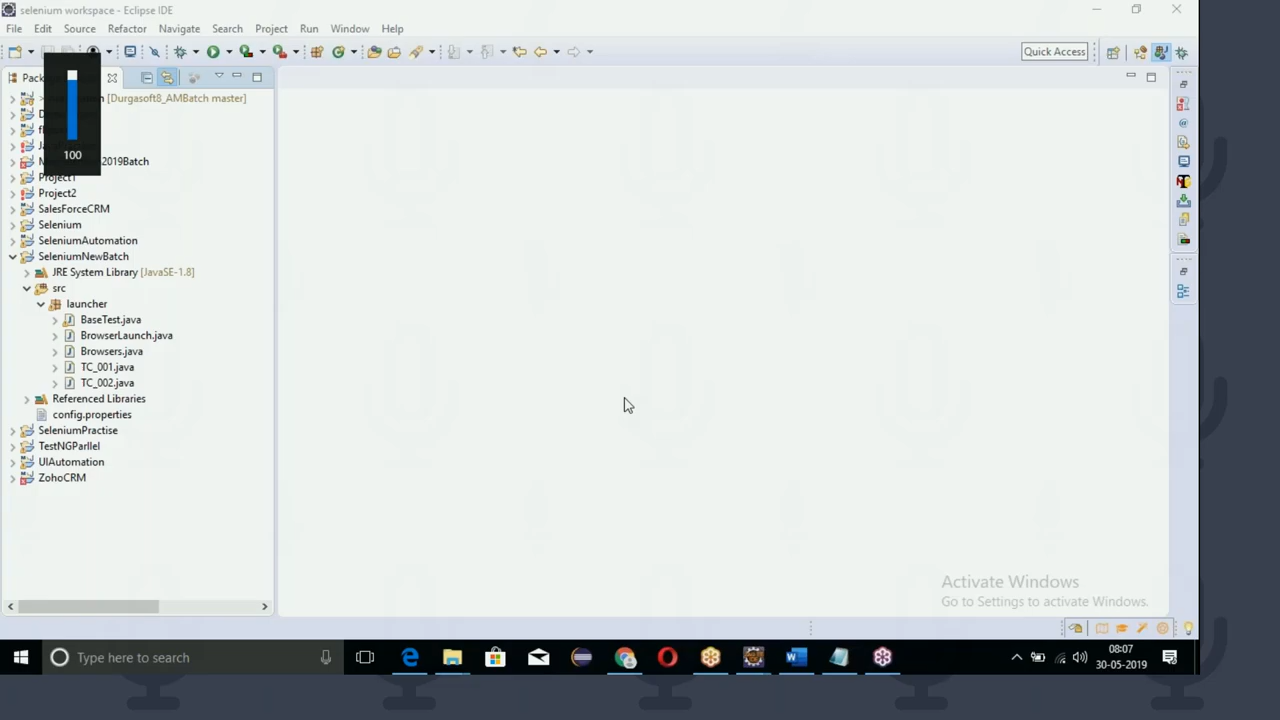 selenium workspace - Eclipse IDE
File Edit Source Refactor Navigate Search Project Run Window Help
Quick Access
[Durgasoft8_AMBatch master]
100
2019Batch
Project1
Project2
SalesForceCRM
Selenium
SeleniumAutomation
SeleniumNewBatch
JRE System Library [JavaSE-1.8]
src
launcher
BaseTest.java
BrowserLaunch.java
Browsers.java
TC_001.java
TC_002.java
Referenced Libraries
config.properties
SeleniumPractise
TestNGParllel
UIAutomation
ZohoCRM
Activate Windows
Go to Settings to activate Windows.
Type here to search
08:07
30-05-2019